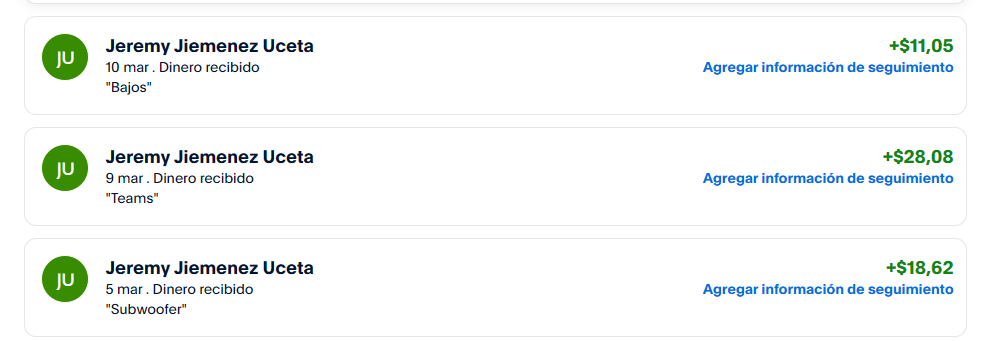 JU
Jeremy Jiemenez Uceta
+$11,05
10 mar . Dinero recibido
Agregar información de seguimiento
"Bajos"
JU
Jeremy Jiemenez Uceta
+$28,08
9 mar . Dinero recibido
Agregar información de seguimiento
"Teams"
JU
Jeremy Jiemenez Uceta
+$18,62
5 mar . Dinero recibido
Agregar información de seguimiento
"Subwoofer"